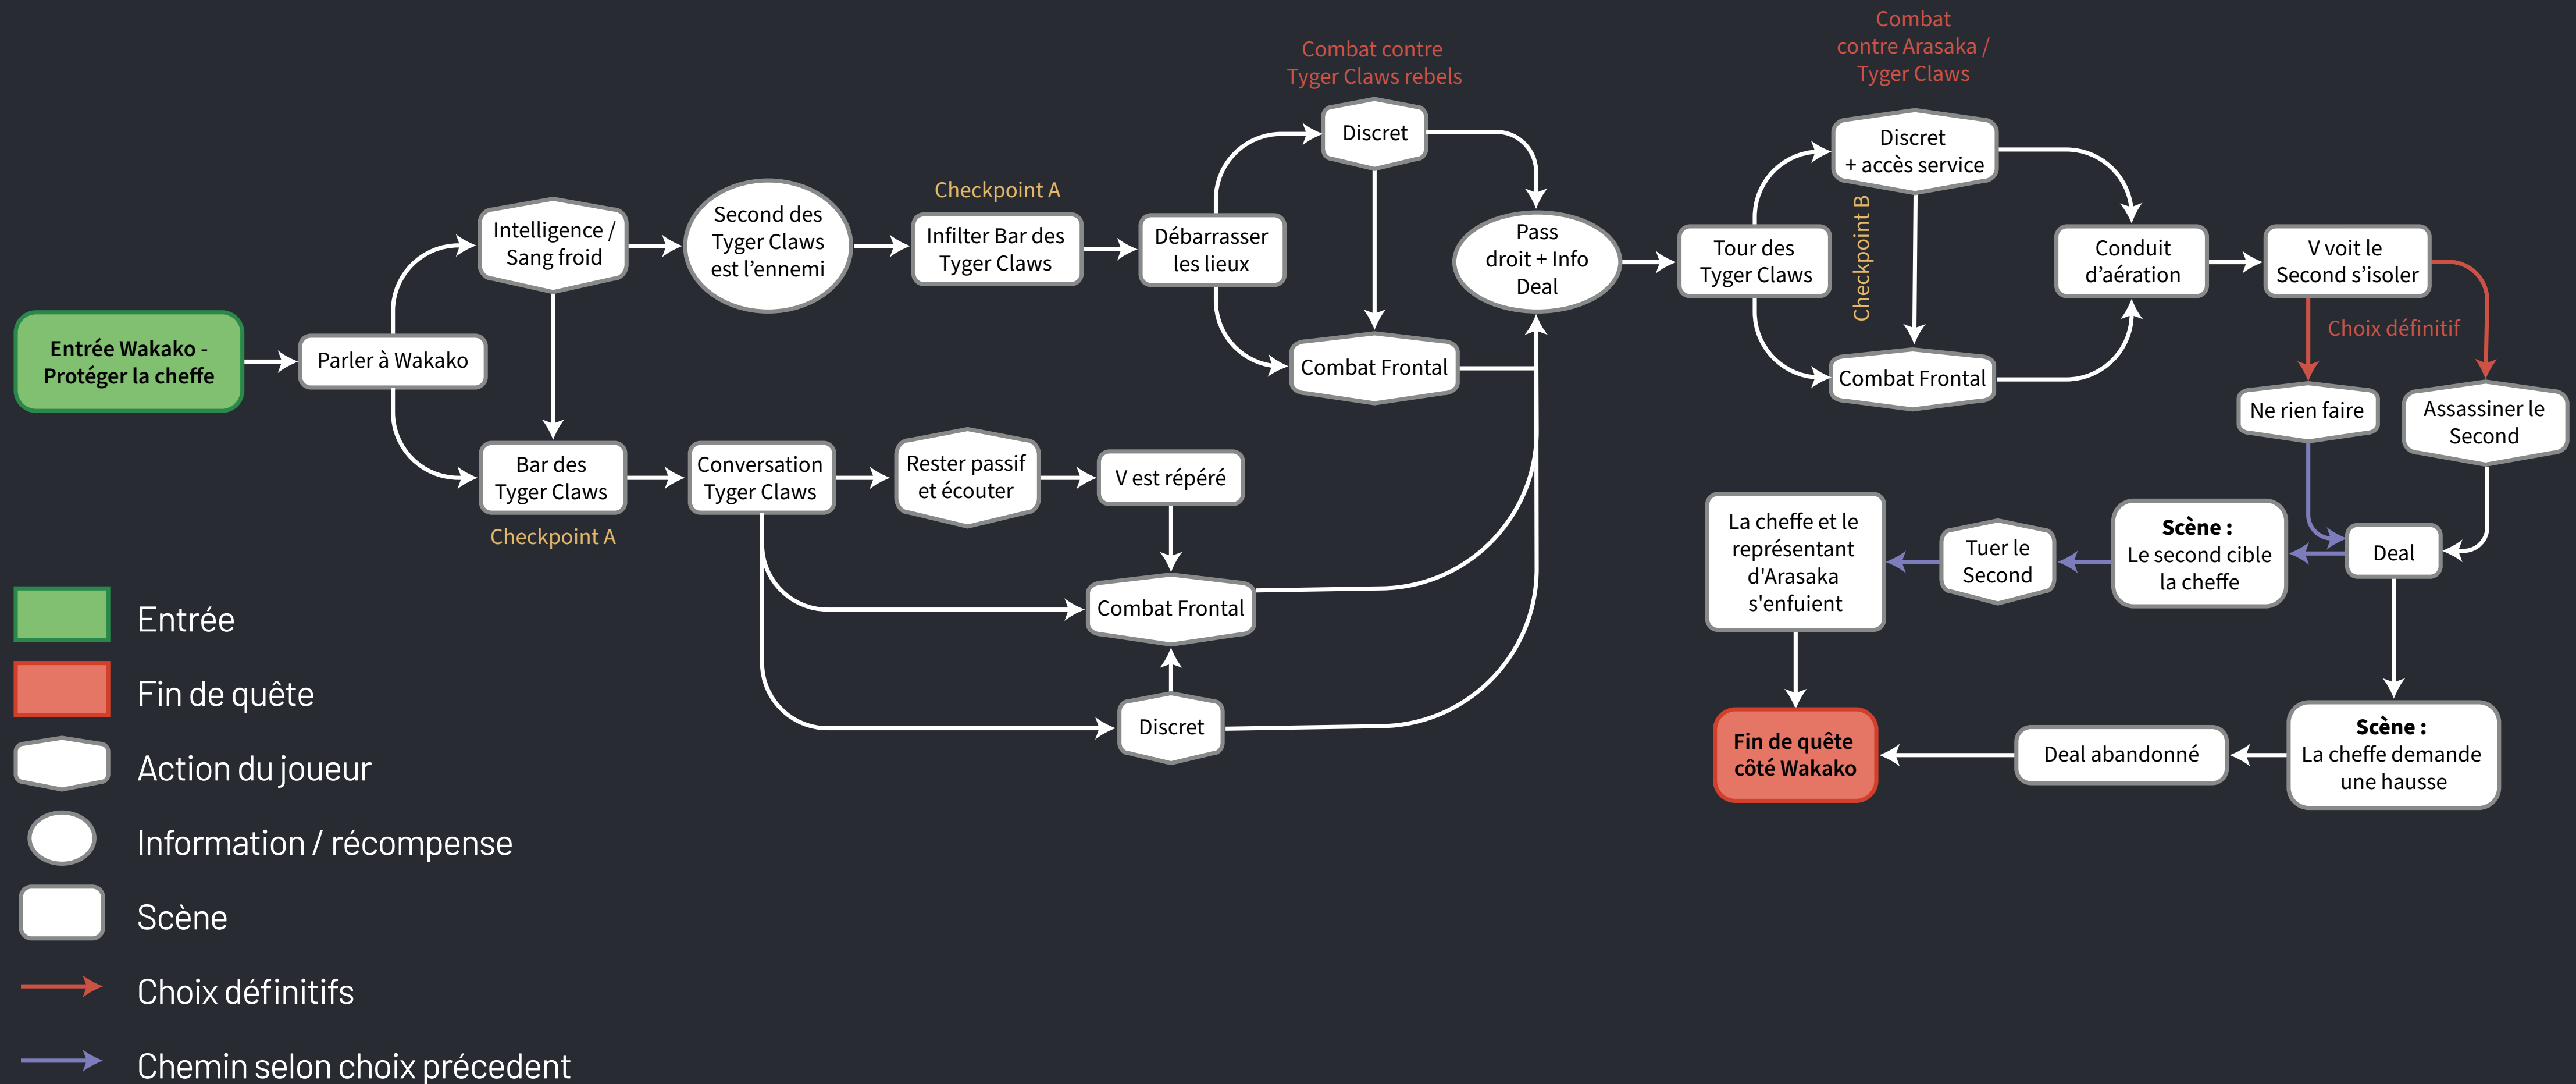 Combat contre
Tyger Claws rebels
Combat
contre Arasaka /
Tyger Claws
Entrée Wakako -
Protéger la cheffe
Parler à Wakako
Intelligence /
Sang froid
Second des
Tyger Claws
est l'ennemi
Checkpoint A
Infilter Bar des
Tyger Claws
Débarrasser
les lieux
Discret
Combat Frontal
Pass
droit + Info
Deal
Tour des
Tyger Claws
Discret
+ accès service
Checkpoint B
Combat Frontal
Conduit
d'aération
V voit le
Second s'isoler
Choix définitif
Ne rien faire
Assassiner le
Second
Bar des
Tyger Claws
Checkpoint A
Conversation
Tyger Claws
Rester passif
et écouter
V est répéré
Combat Frontal
Discret
La cheffe et le
représentant
d'Arasaka
s'enfuient
Tuer le
Second
Scène :
Le second cible
la cheffe
Deal
Fin de quête
côté Wakako
Deal abandonné
Scène :
La cheffe demande
une hausse
Entrée
Fin de quête
Action du joueur
Information / récompense
Scène
Choix définitifs
Chemin selon choix précedent